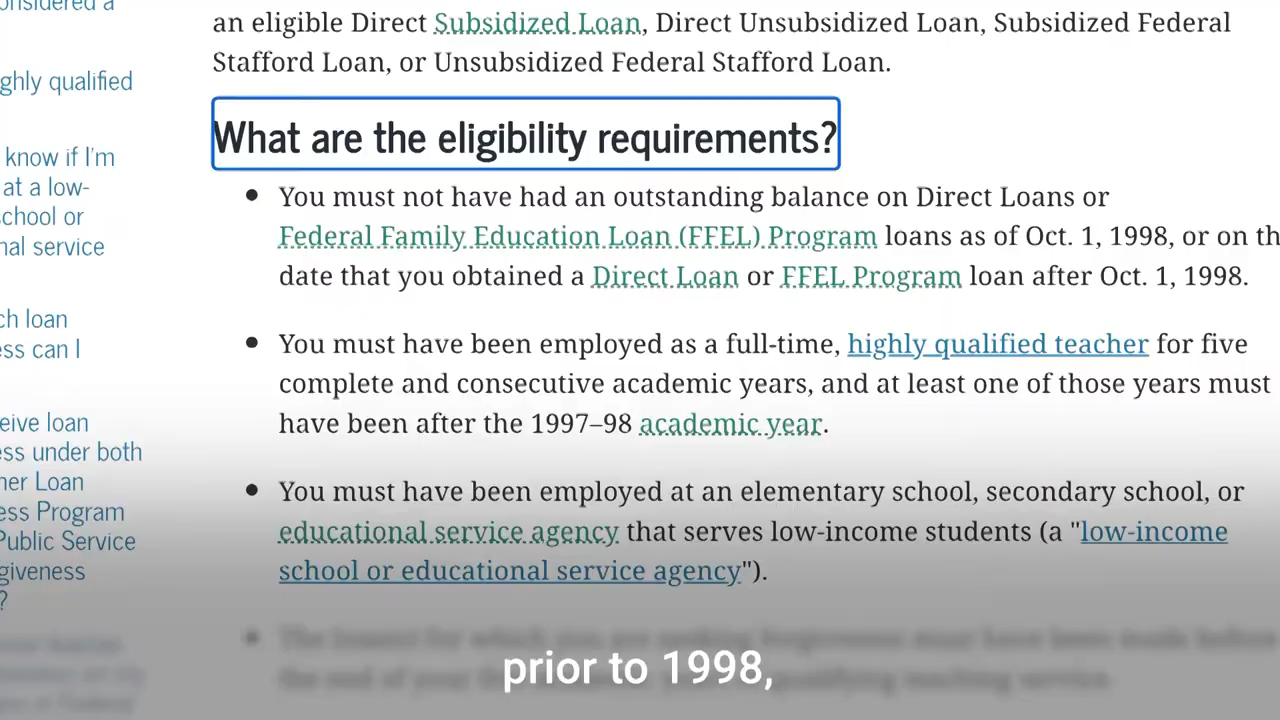 onsidered a
ghly qualified
know if I'm
at a low-
school or
nal service
ch loan
ess can I
eive loan
ess under both
her Loan
ess Program
Public Service
giveness
?
an eligible Direct Subsidized Loan, Direct Unsubsidized Loan, Subsidized Federal
Stafford Loan, or Unsubsidized Federal Stafford Loan.
What are the eligibility requirements?
• You must not have had an outstanding balance on Direct Loans or
Federal Family Education Loan (FFEL) Program loans as of Oct. 1, 1998, or on th
date that you obtained a Direct Loan or FFEL Program loan after Oct. 1, 1998.
• You must have been employed as a full-time, highly qualified teacher for five
complete and consecutive academic years, and at least one of those years must
have been after the 1997–98 academic year.
• You must have been employed at an elementary school, secondary school, or
educational service agency that serves low-income students (a "low-income
school or educational service agency").
prior to 1998,